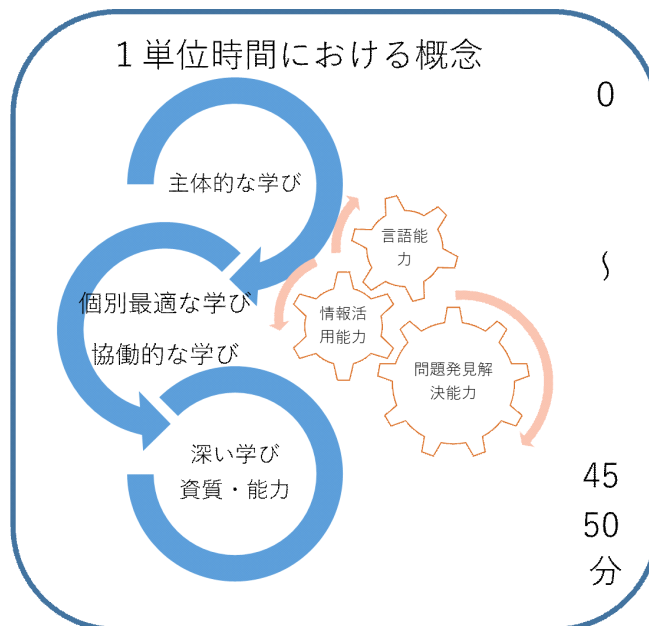 1単位時間における概念
0
主体的な学び
言語能
力
~
個別最適な学び
協働的な学び
情報活
用能力
問題発見解
決能力
深い学び
資質・能力
45
50
分